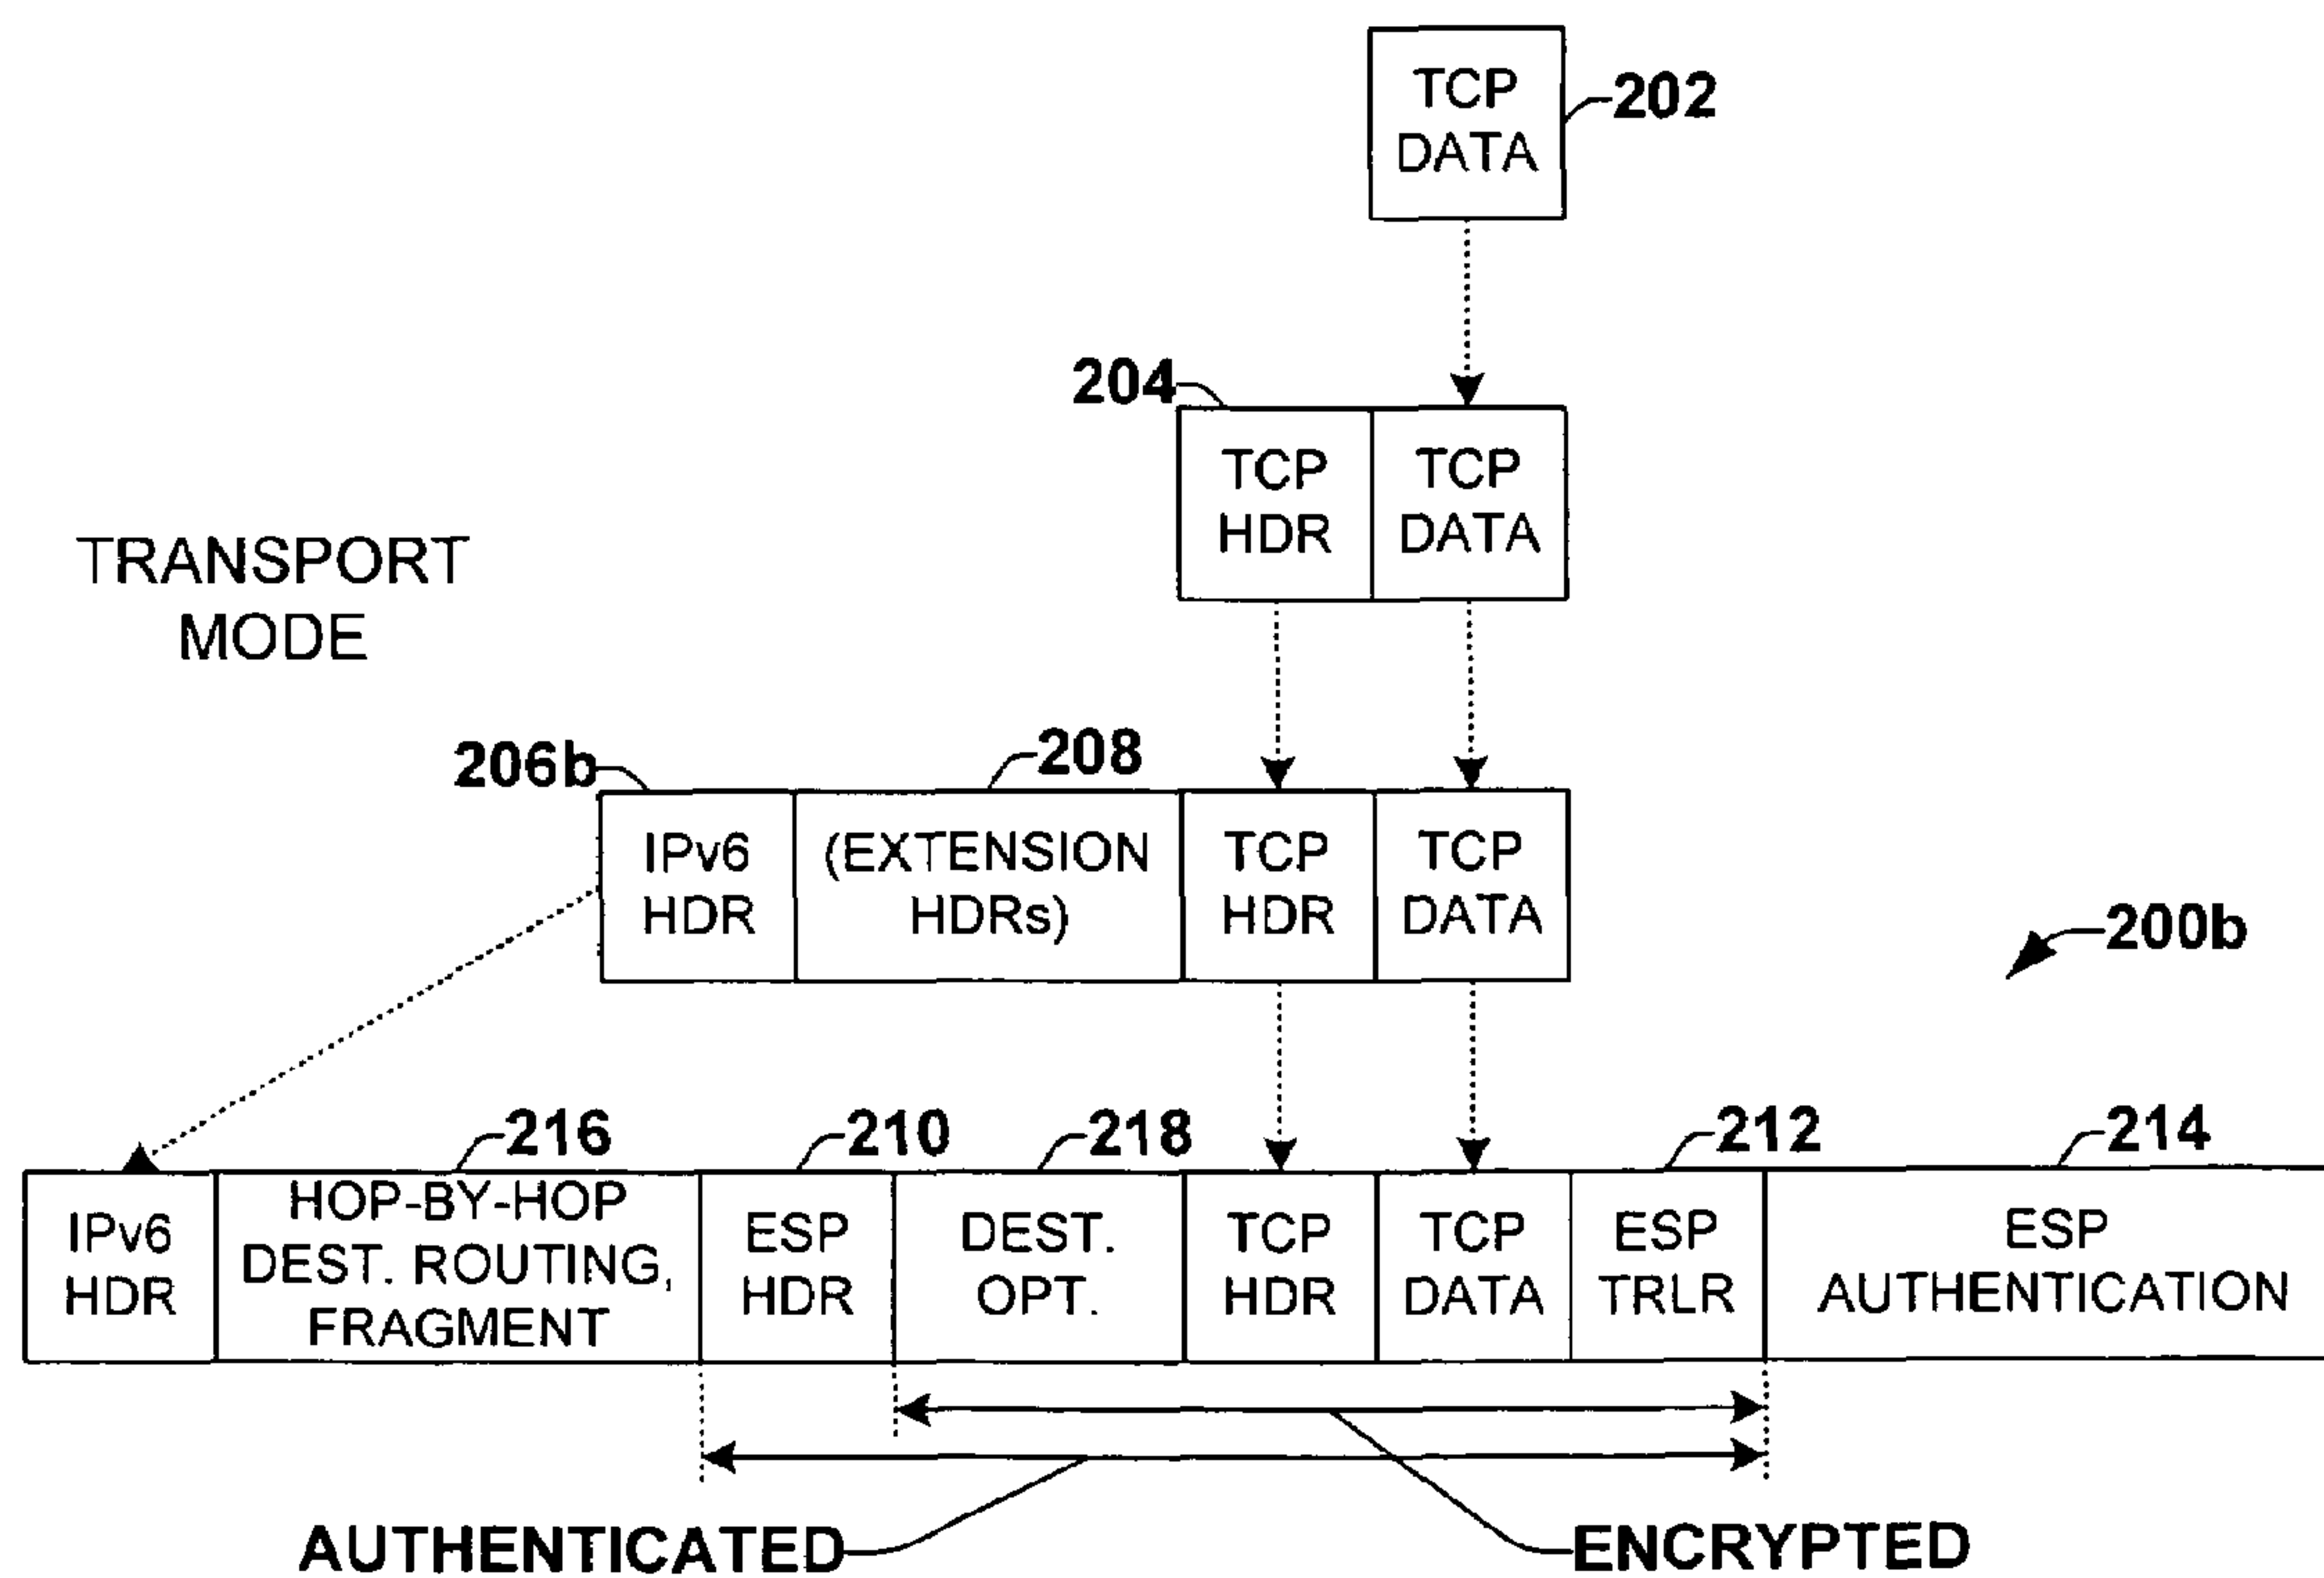 TCP
DATA
202
204
TCP
HDR
TCP
DATA
TRANSPORT
MODE
206b
208
IPv6
HDR
(EXTENSION
HDRs)
TCP
HDR
TCP
DATA
200b
216
210
218
212
214
IPv6
HDR
HOP-BY-HOP
DEST. ROUTING,
FRAGMENT
ESP
HDR
DEST.
OPT.
TCP
HDR
TCP
DATA
ESP
TRLR
ESP
AUTHENTICATION
AUTHENTICATED
ENCRYPTED